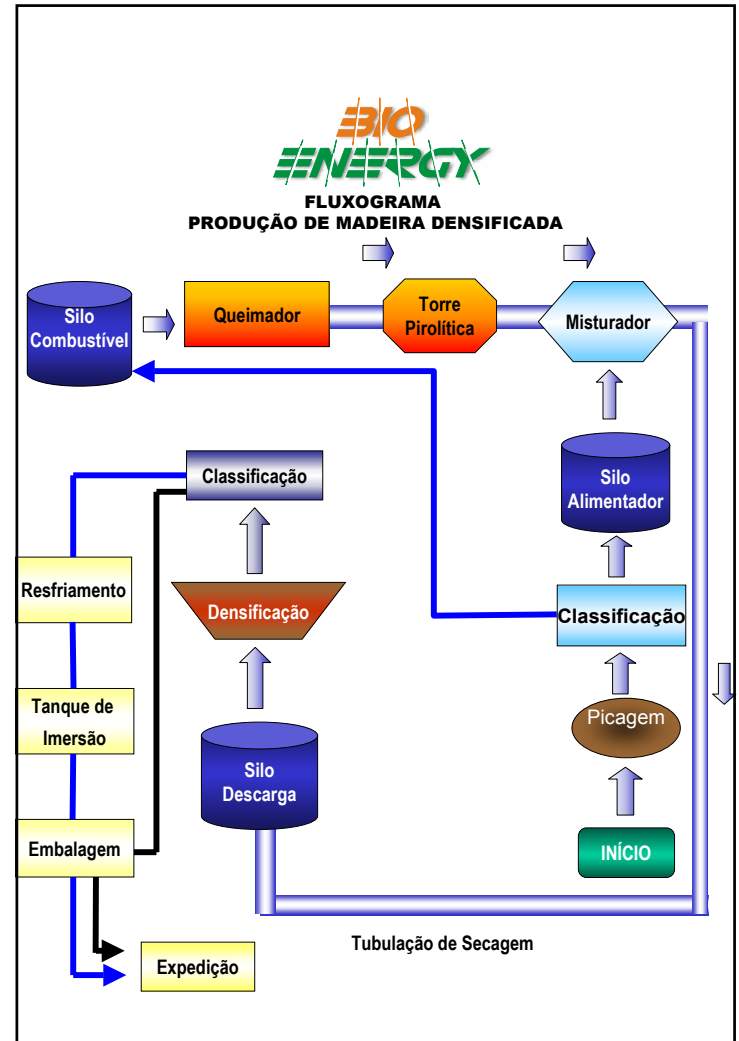 BIO
ENERGY
FLUXOGRAMA
PRODUÇÃO DE MADEIRA DENSIFICADA
Silo
Combustível
Queimador
Torre
Pirolítica
Misturador
Classificação
Silo
Alimentador
Resfriamento
Densificação
Classificação
Tanque de
Imersão
Picagem
Silo
Descarga
Embalagem
INÍCIO
Tubulação de Secagem
Expedição